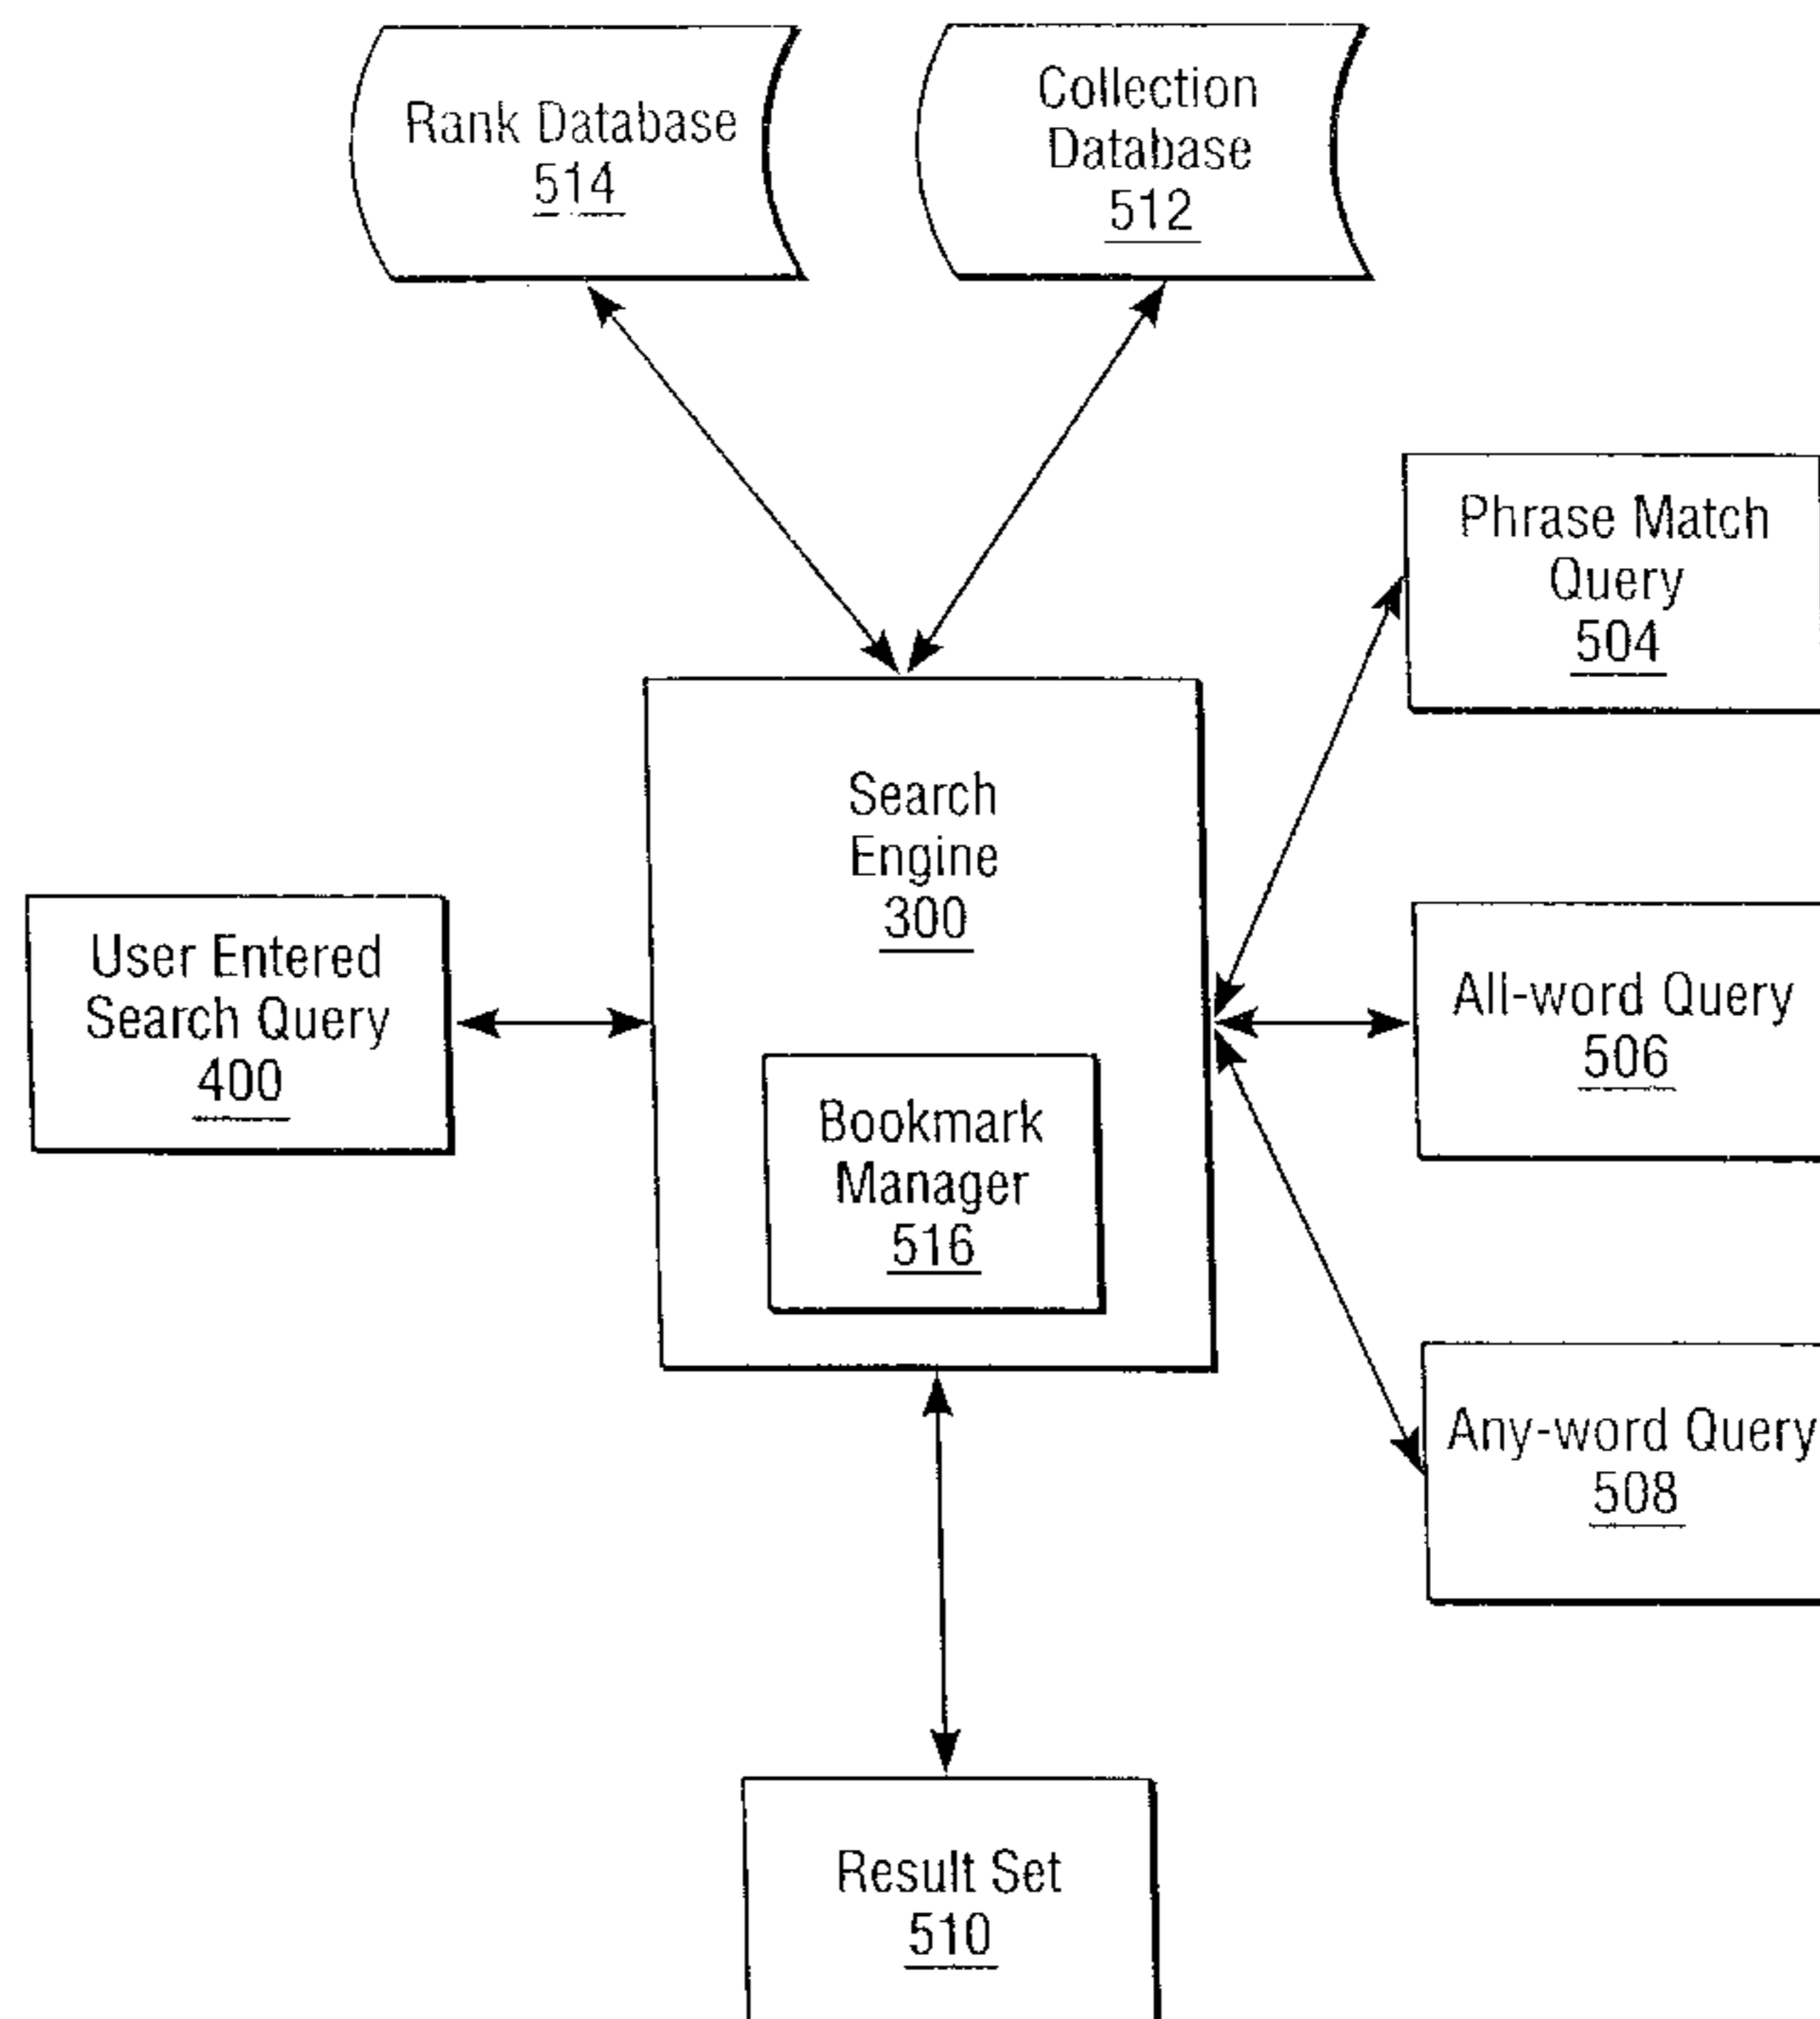 Rank Database
514
Collection
Database
512
Phrase Match
Query
504
Search
Engine
300
User Entered
Search Query
400
All-word Query
506
Bookmark
Manager
516
Any-word Query
508
Result Set
510